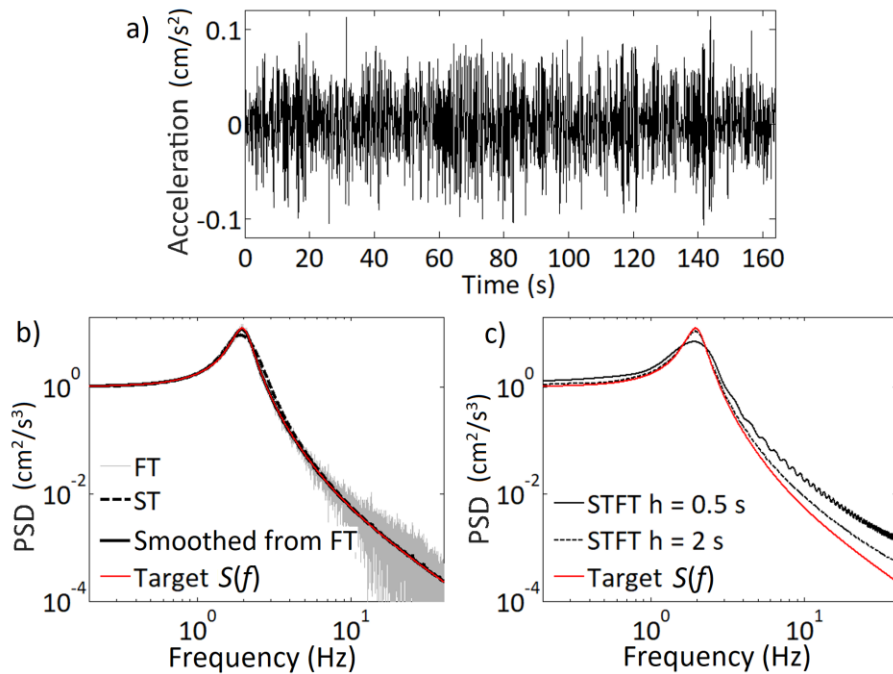 a)
Acceleration (cm/s²)
0.1
0
-0.1
0 20 40 60 80 100 120 140 160
Time (s)
b)
PSD (cm²/s³)
10⁰
10⁻²
10⁻⁴
FT
ST
Smoothed from FT
Target S(f)
10⁰ 10¹
Frequency (Hz)
c)
PSD (cm²/s³)
10⁰
10⁻²
10⁻⁴
STFT h = 0.5 s
STFT h = 2 s
Target S(f)
10⁰ 10¹
Frequency (Hz)